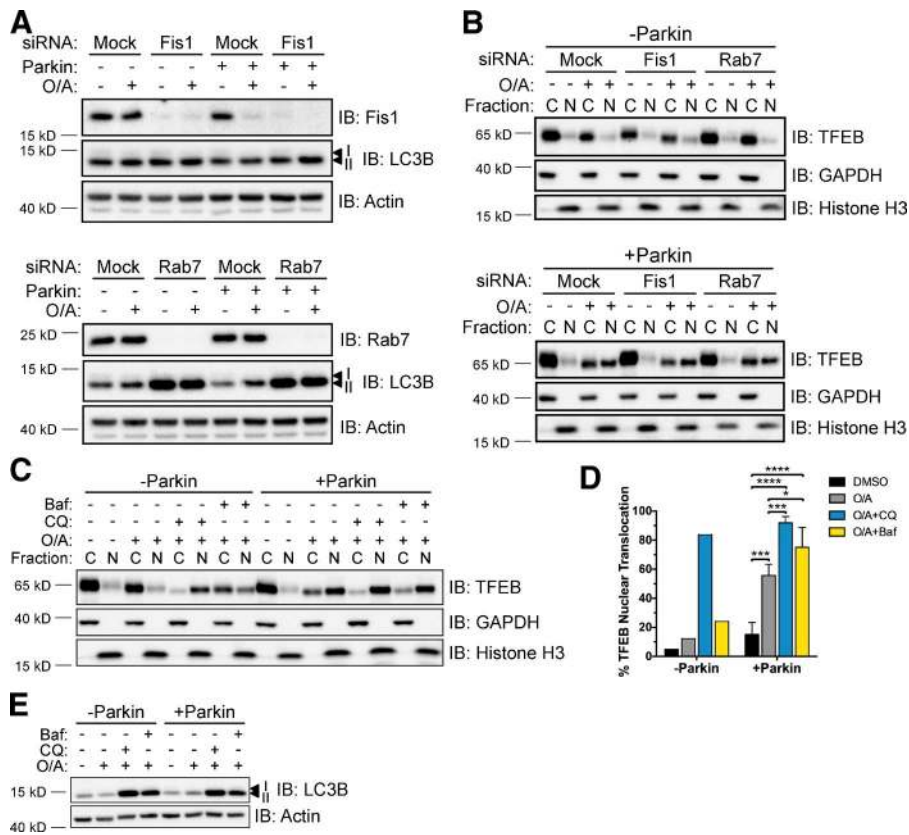 A
siRNA: Mock Fis1 Mock Fis1
Parkin: - - - - + + + +
O/A: - + - + - + - +
IB: Fis1
15 kD
15 kD
I
II IB: LC3B
40 kD
IB: Actin
siRNA: Mock Rab7 Mock Rab7
Parkin: - - - - + + + +
O/A: - + - + - + - +
25 kD
IB: Rab7
15 kD
I
II IB: LC3B
40 kD
IB: Actin
B
-Parkin
siRNA: Mock Fis1 Rab7
O/A: - - + + - - + + - - + +
Fraction: C N C N C N C N C N C N
65 kD
IB: TFEB
40 kD
IB: GAPDH
15 kD
IB: Histone H3
+Parkin
siRNA: Mock Fis1 Rab7
O/A: - - + + - - + + - - + +
C N C N C N C N C N C N
65 kD
IB: TFEB
40 kD
IB: GAPDH
15 kD
IB: Histone H3
C
-Parkin +Parkin
Baf: - - - - - - + + - - - - - - + +
CQ: - - - - + + - - - - - - + + - -
O/A: - - + + + + + + - - + + + + + +
Fraction: C N C N C N C N C N C N C N C N
65 kD
IB: TFEB
40 kD
IB: GAPDH
15 kD
IB: Histone H3
D
% TFEB Nuclear Translocation
100
80
60
40
20
0
****
****
*
***
***
-Parkin +Parkin
DMSO
O/A
O/A+CQ
O/A+Baf
E
-Parkin +Parkin
Baf: - - - + - - - +
CQ: - - + - - - + -
O/A: - + + + - + + +
15 kD
I
II IB: LC3B
40 kD
IB: Actin